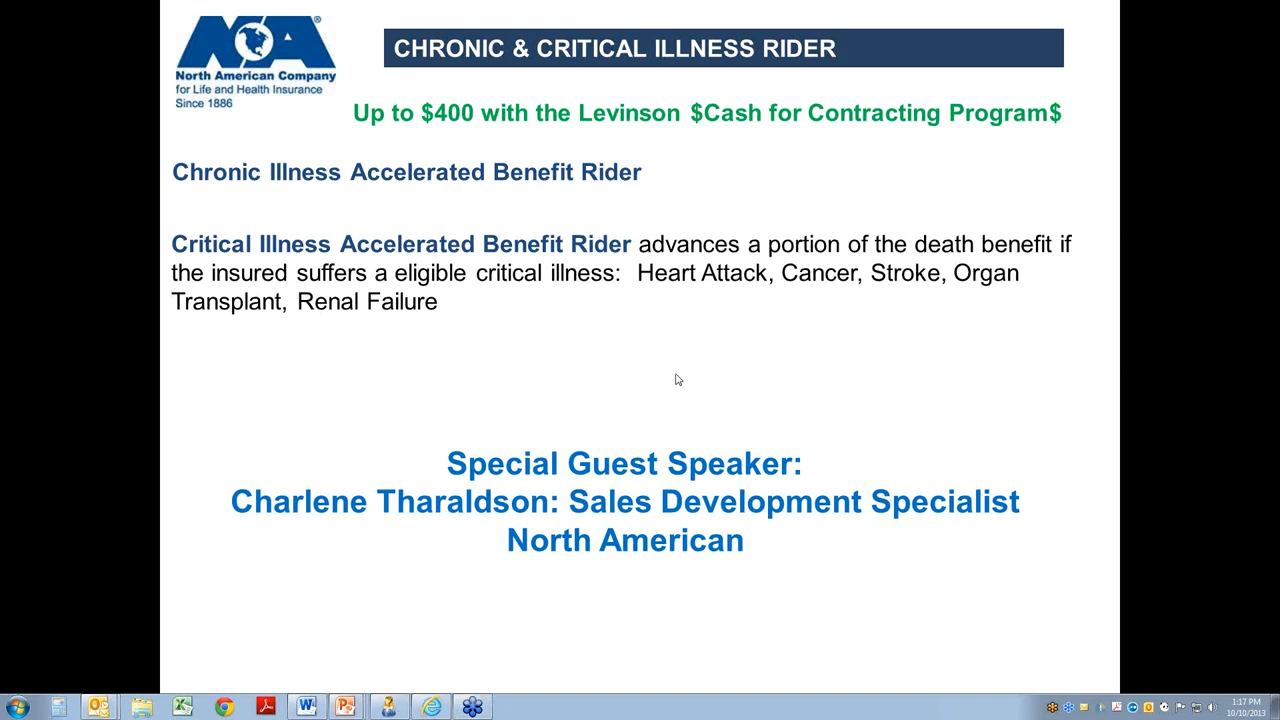 NAA
®
North American Company
for Life and Health Insurance
Since 1886
CHRONIC & CRITICAL ILLNESS RIDER
Up to $400 with the Levinson $Cash for Contracting Program$
Chronic Illness Accelerated Benefit Rider
Critical Illness Accelerated Benefit Rider advances a portion of the death benefit if
the insured suffers a eligible critical illness: Heart Attack, Cancer, Stroke, Organ
Transplant, Renal Failure
Special Guest Speaker:
Charlene Tharaldson: Sales Development Specialist
North American
1:17 PM
10/10/2013